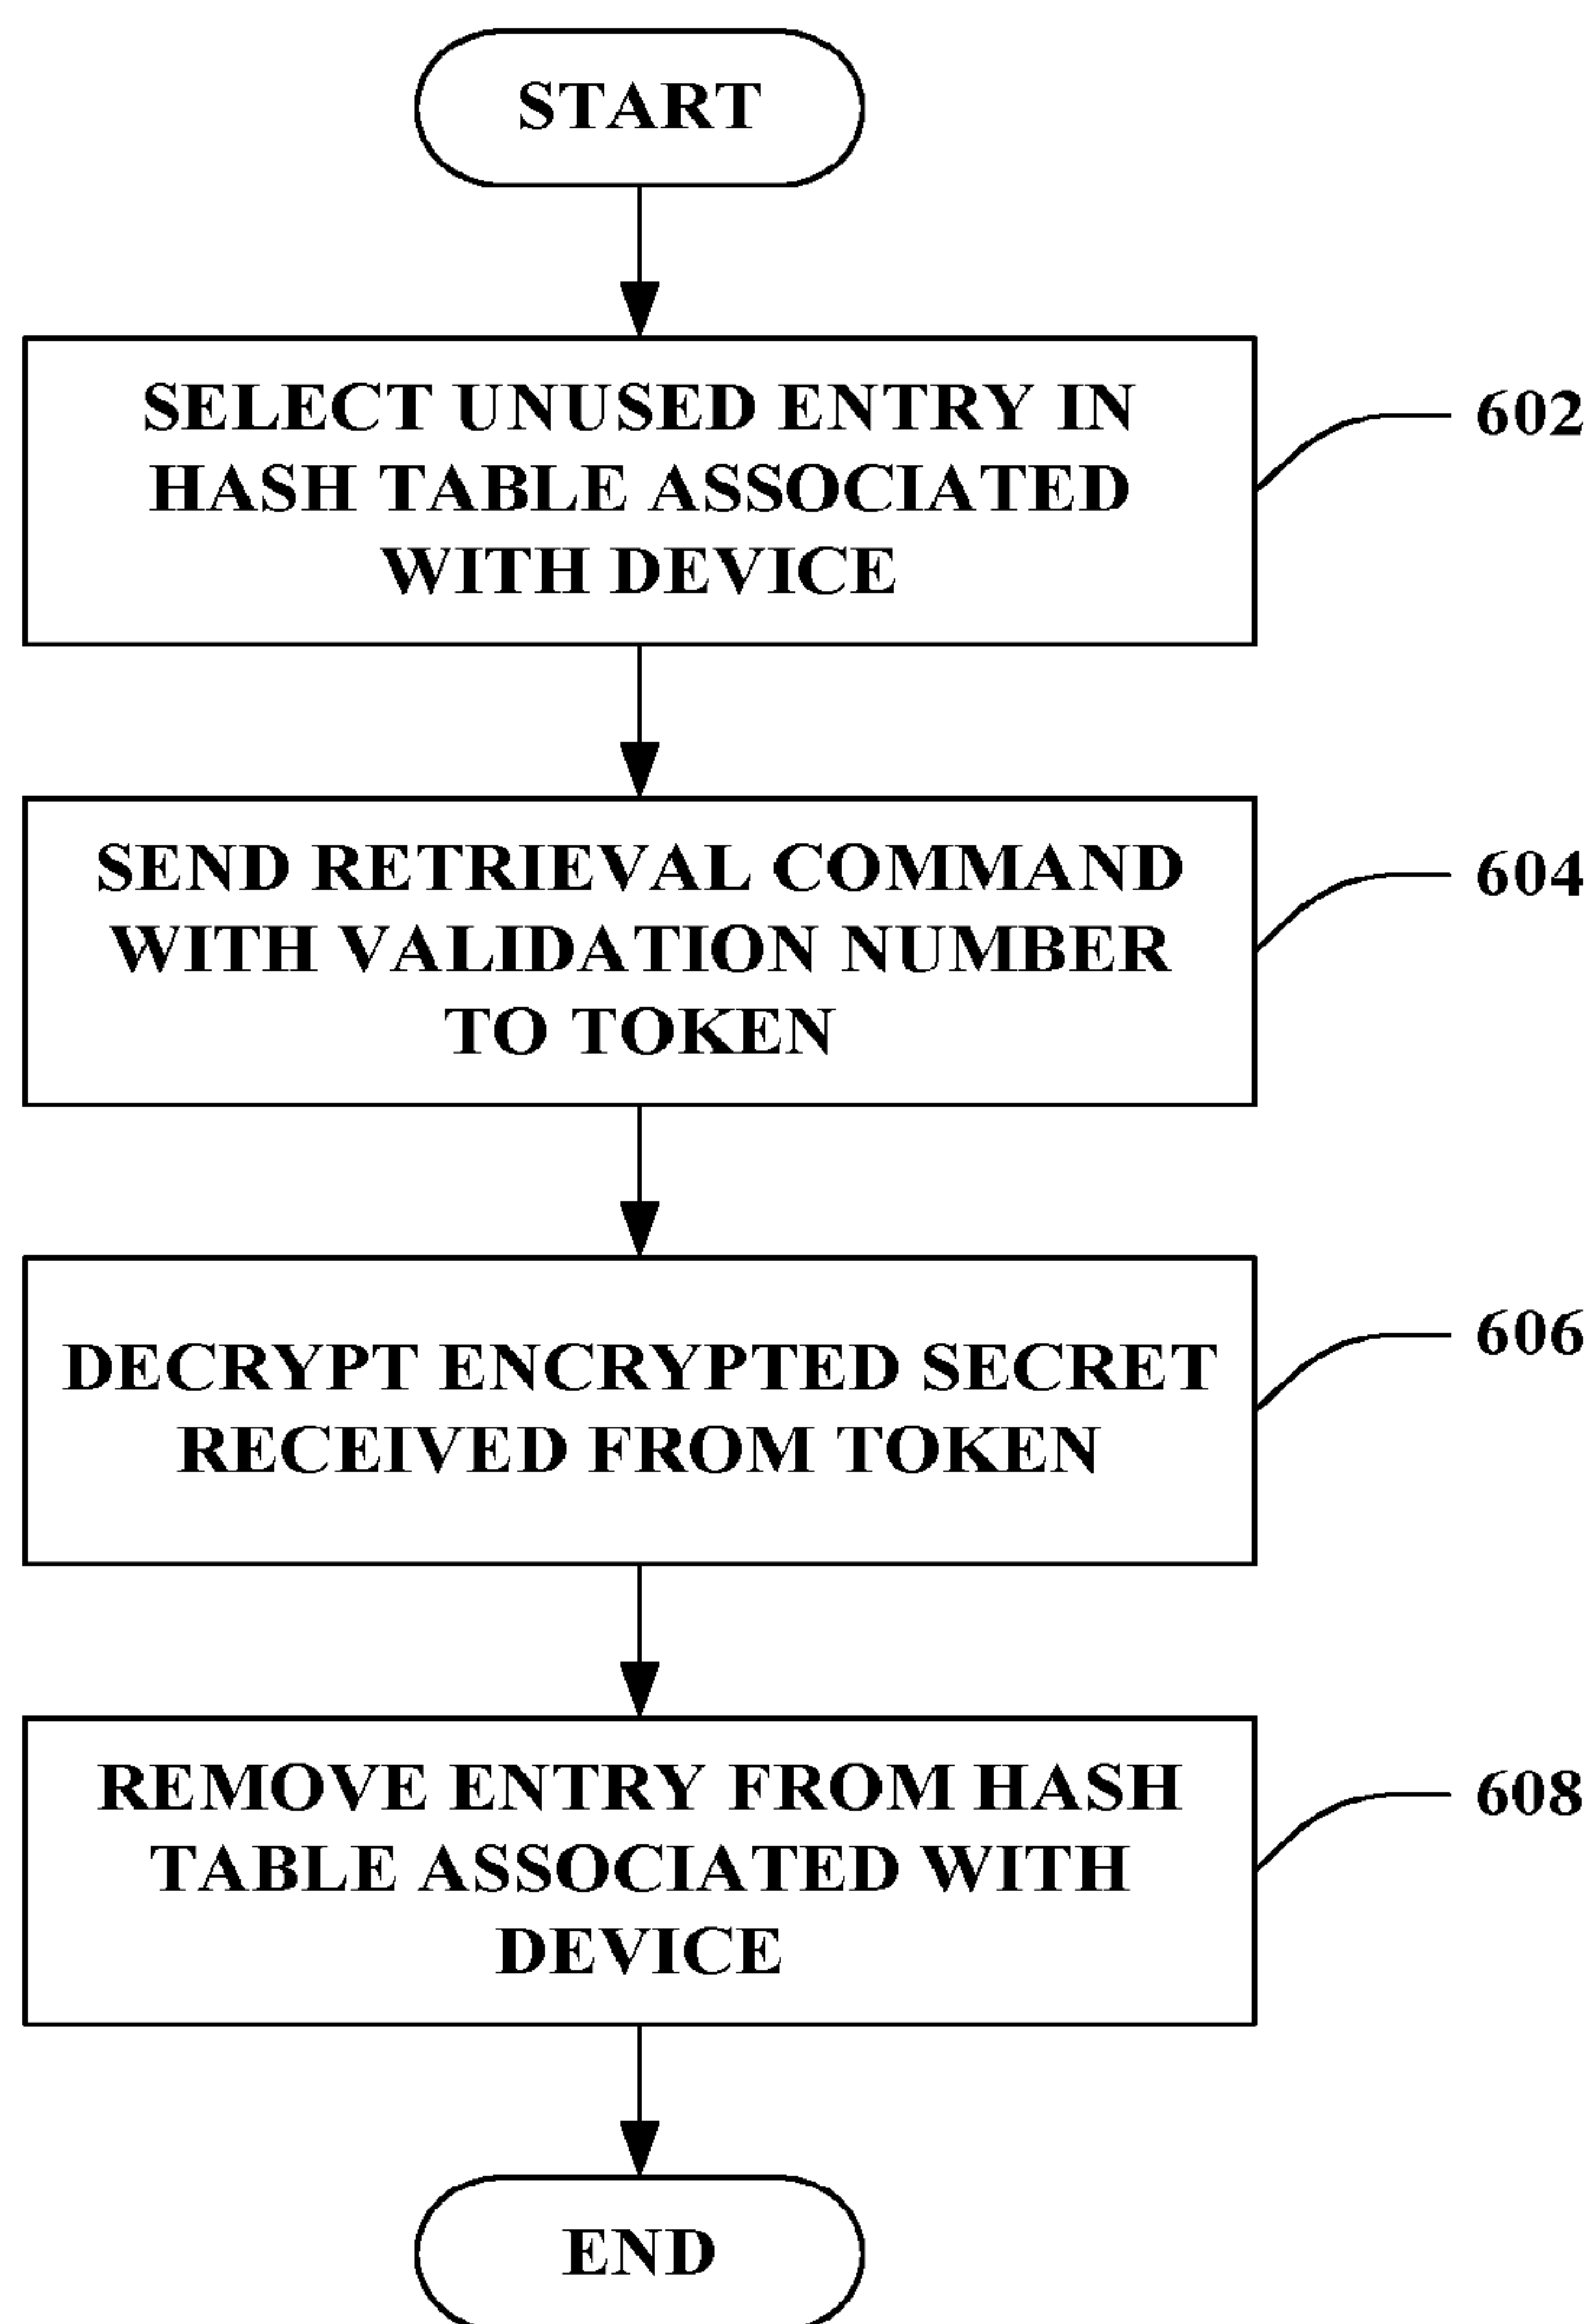 START
SELECT UNUSED ENTRY IN
HASH TABLE ASSOCIATED
WITH DEVICE
602
SEND RETRIEVAL COMMAND
WITH VALIDATION NUMBER
TO TOKEN
604
DECRYPT ENCRYPTED SECRET
RECEIVED FROM TOKEN
606
REMOVE ENTRY FROM HASH
TABLE ASSOCIATED WITH
DEVICE
608
END